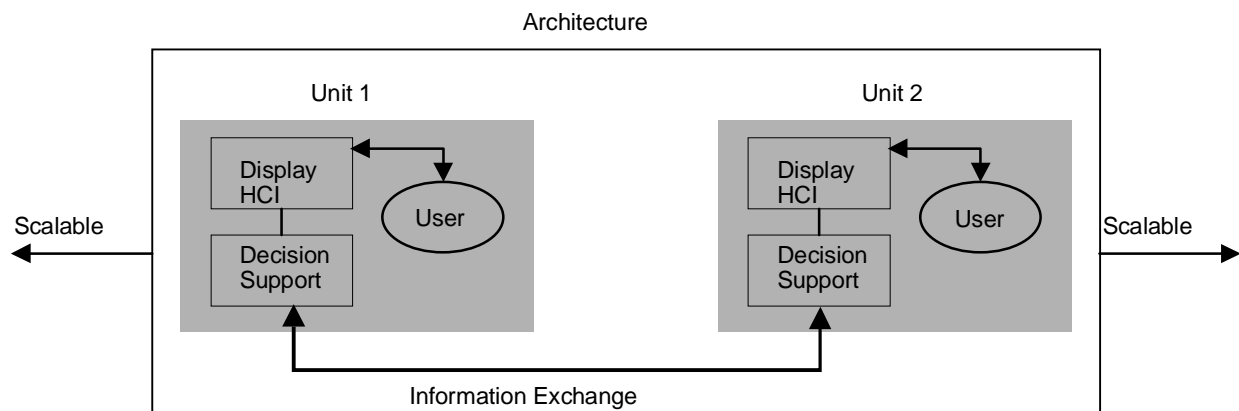 Architecture
Unit 1
Unit 2
Display
HCI
User
Decision
Support
Display
HCI
User
Decision
Support
Scalable
Scalable
Information Exchange